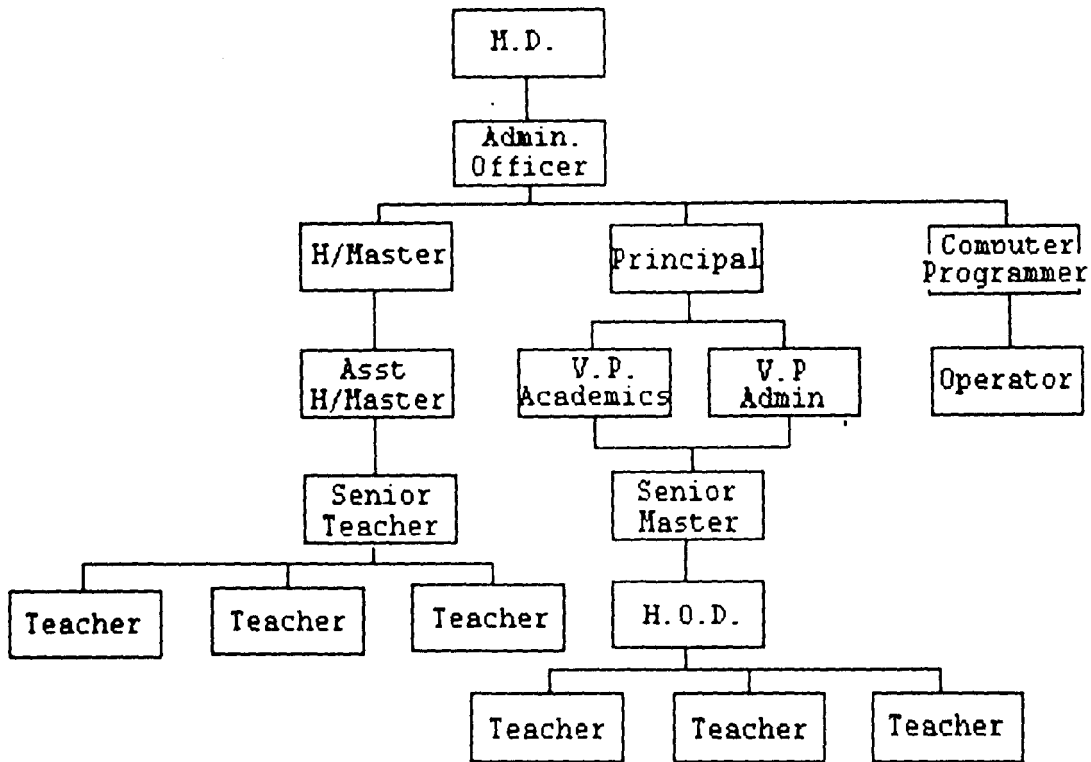 M.D.
Admin.
Officer
H/Master
Principal
Computer
Programmer
Asst
H/Master
V.P.
Academics
V.P
Admin
Operator
Senior
Teacher
Senior
Master
Teacher
Teacher
Teacher
H.O.D.
Teacher
Teacher
Teacher